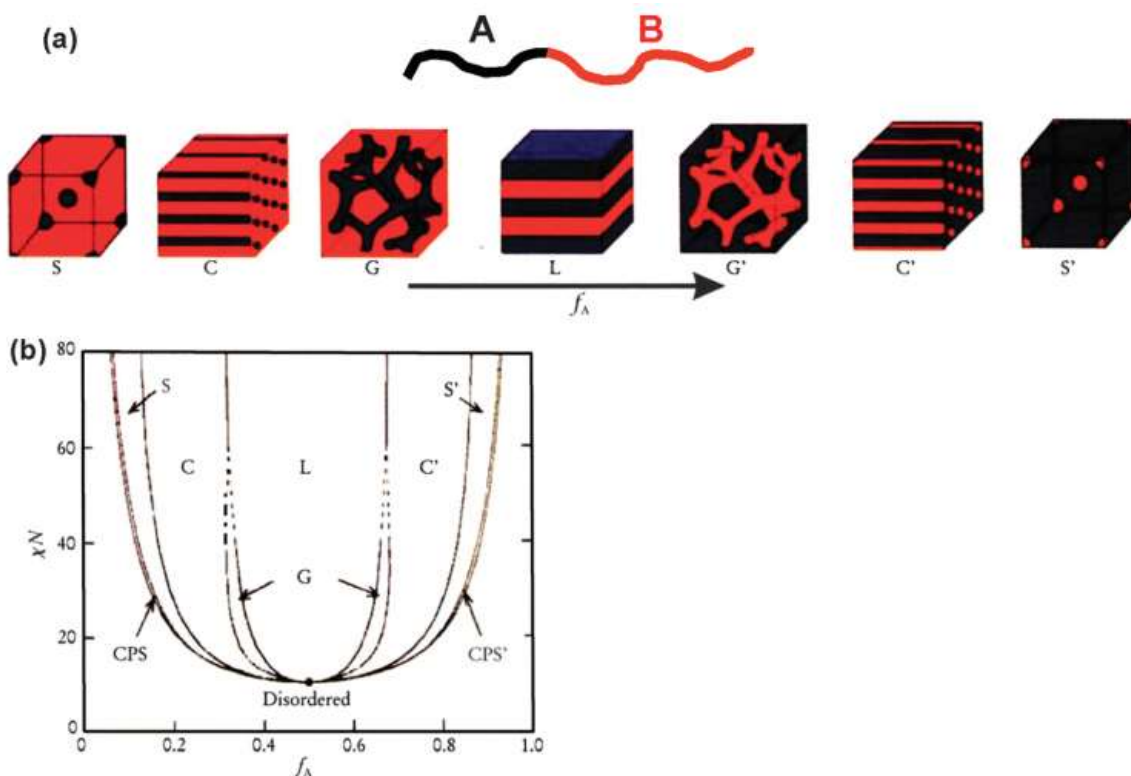 (a)
A B
S C G L G' C' S'
f_A
(b)
80
S S'
60
C L C'
χN
40
G
20
CPS CPS'
Disordered
0
0 0.2 0.4 0.6 0.8 1.0
f_A